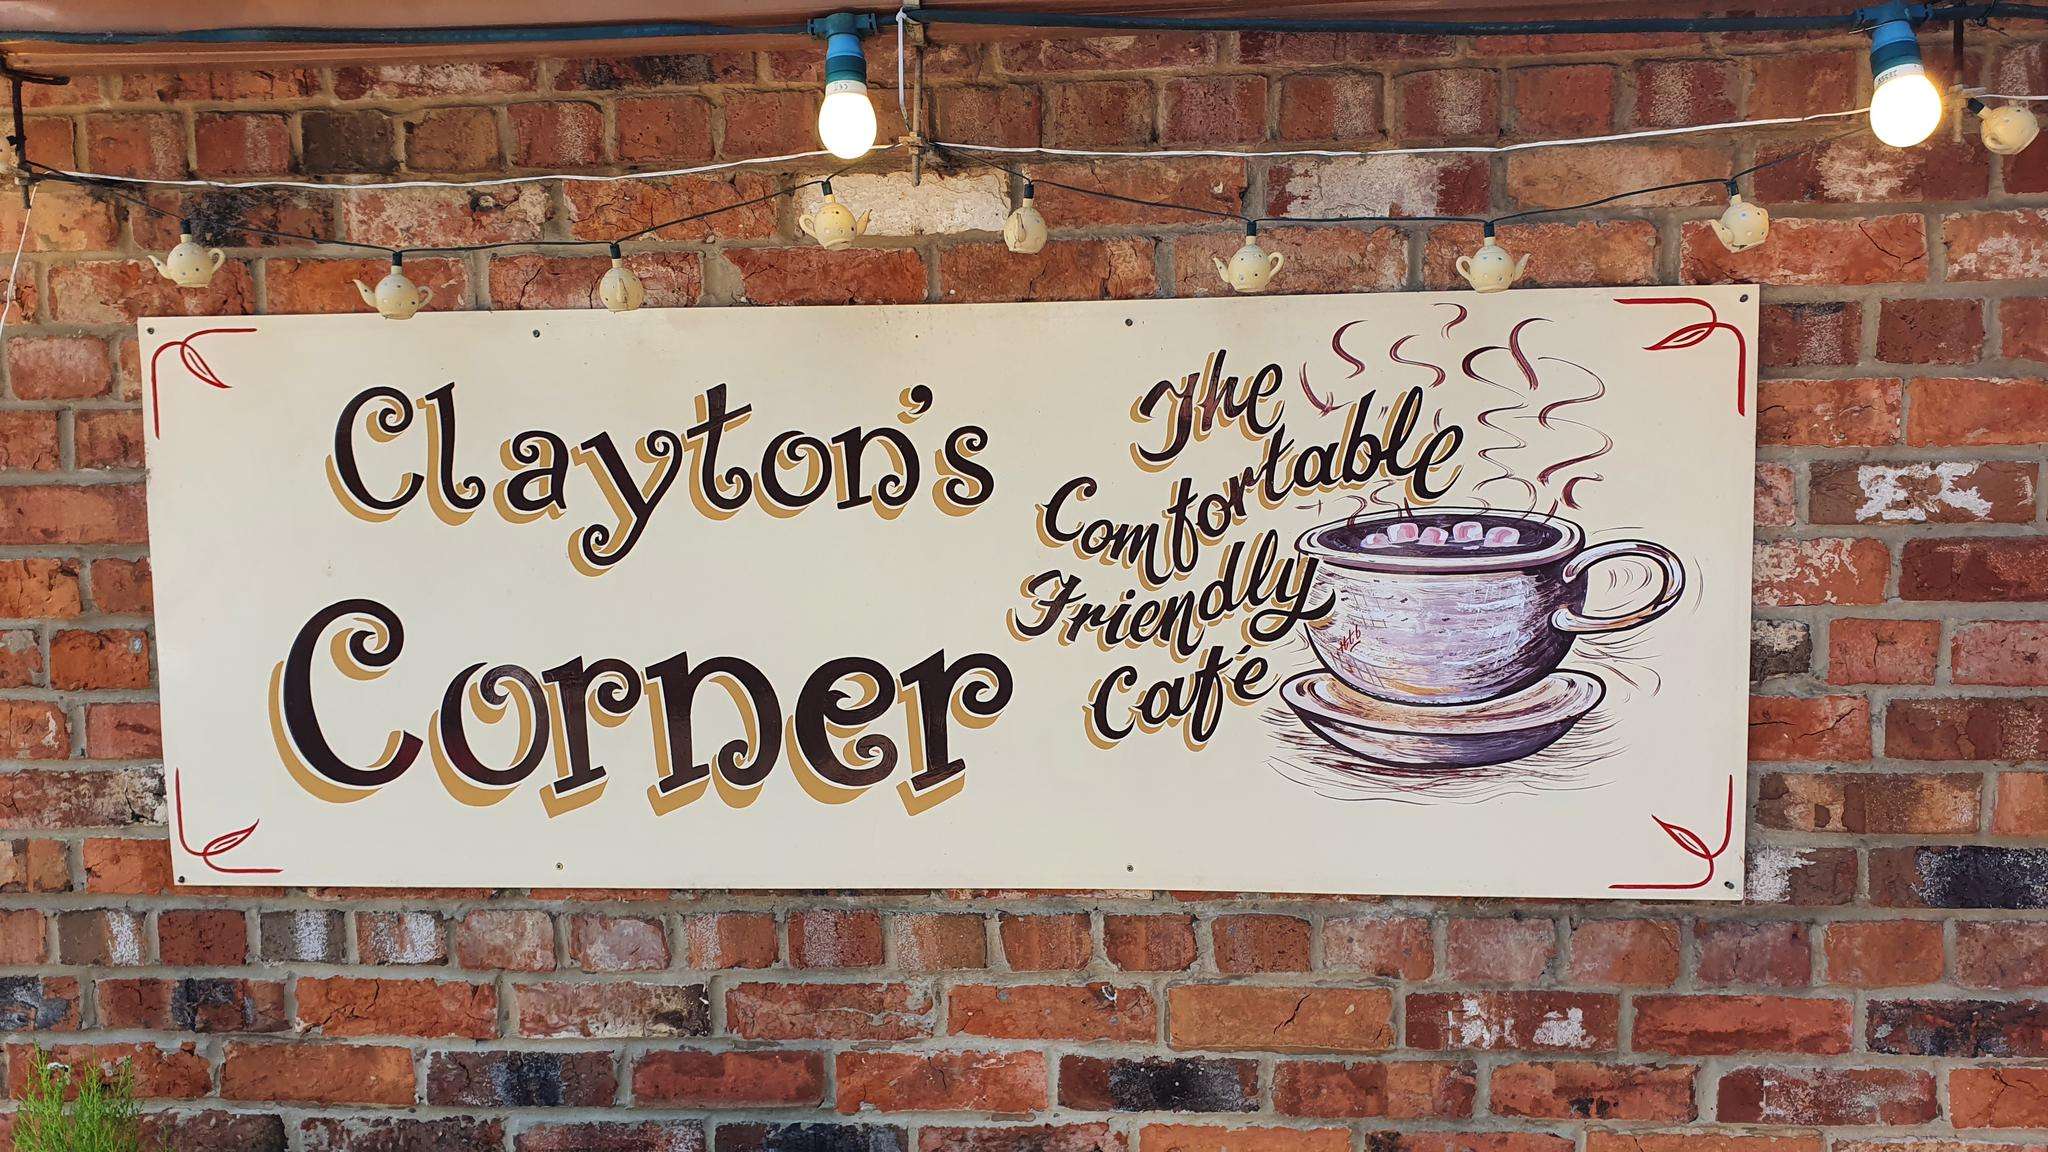 Clayton's
Corner
The
Comfortable
Friendly
Café